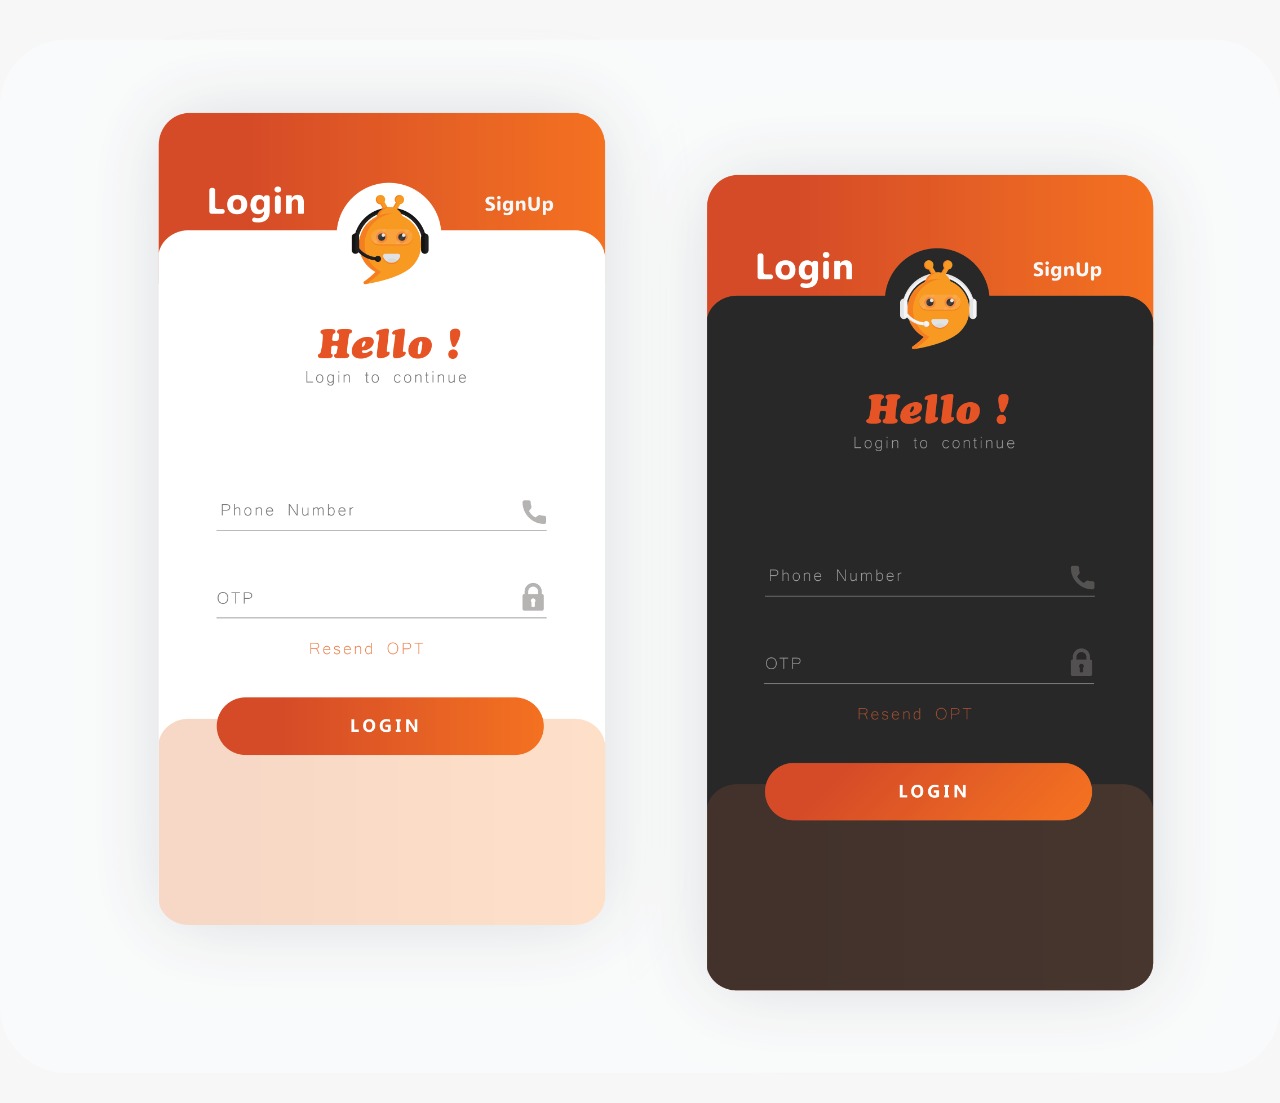 Login
SignUp
Hello !
Login to continue
Phone Number
OTP
Resend OPT
LOGIN
Login
SignUp
Hello !
Login to continue
Phone Number
OTP
Resend OPT
LOGIN